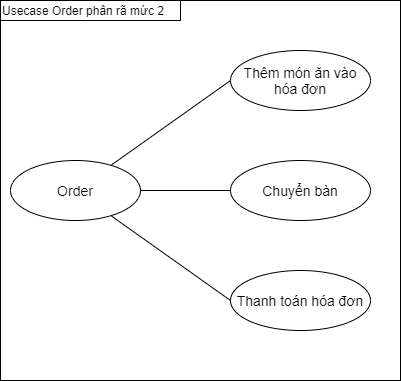 Usecase Order phân rã mức 2
Thêm món ăn vào
hóa đơn
Order
Chuyển bàn
Thanh toán hóa đơn